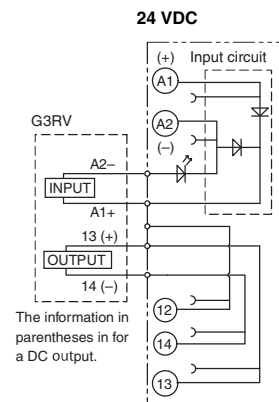 24 VDC
(+)
Input circuit
A1
G3RV
A2
(–)
A2–
INPUT
A1+
13 (+)
OUTPUT
14 (–)
12
14
13
The information in
parentheses in for
a DC output.